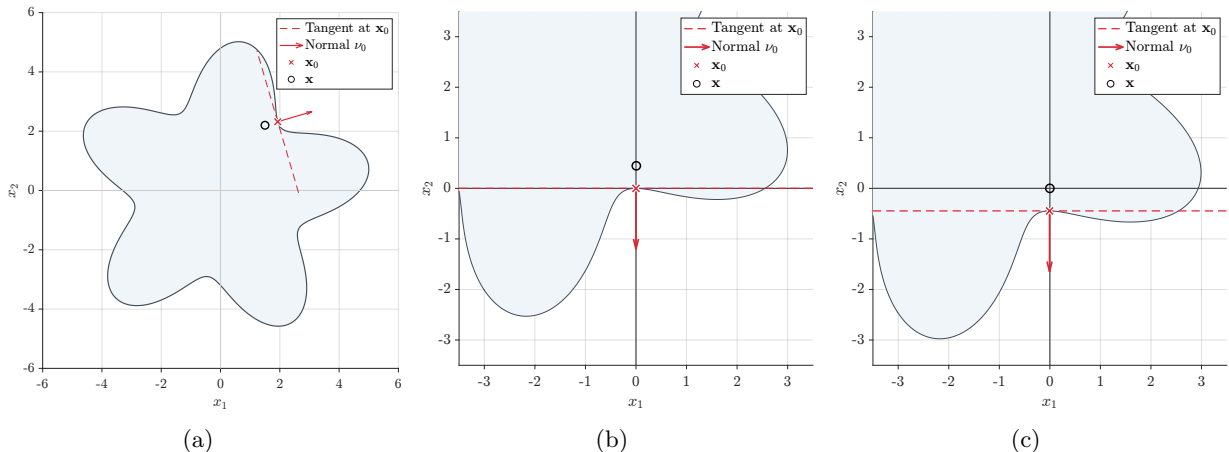 Tangent at x₀
Normal ν₀
x₀
x
6
4
2
0
-2
-4
-6
x₂
-6
-4
-2
0
2
4
6
x₁
(a)
Tangent at x₀
Normal ν₀
x₀
x
3
2
1
0
-1
-2
-3
x₂
-3
-2
-1
0
1
2
3
x₁
(b)
Tangent at x₀
Normal ν₀
x₀
x
3
2
1
0
-1
-2
-3
x₂
-3
-2
-1
0
1
2
3
x₁
(c)